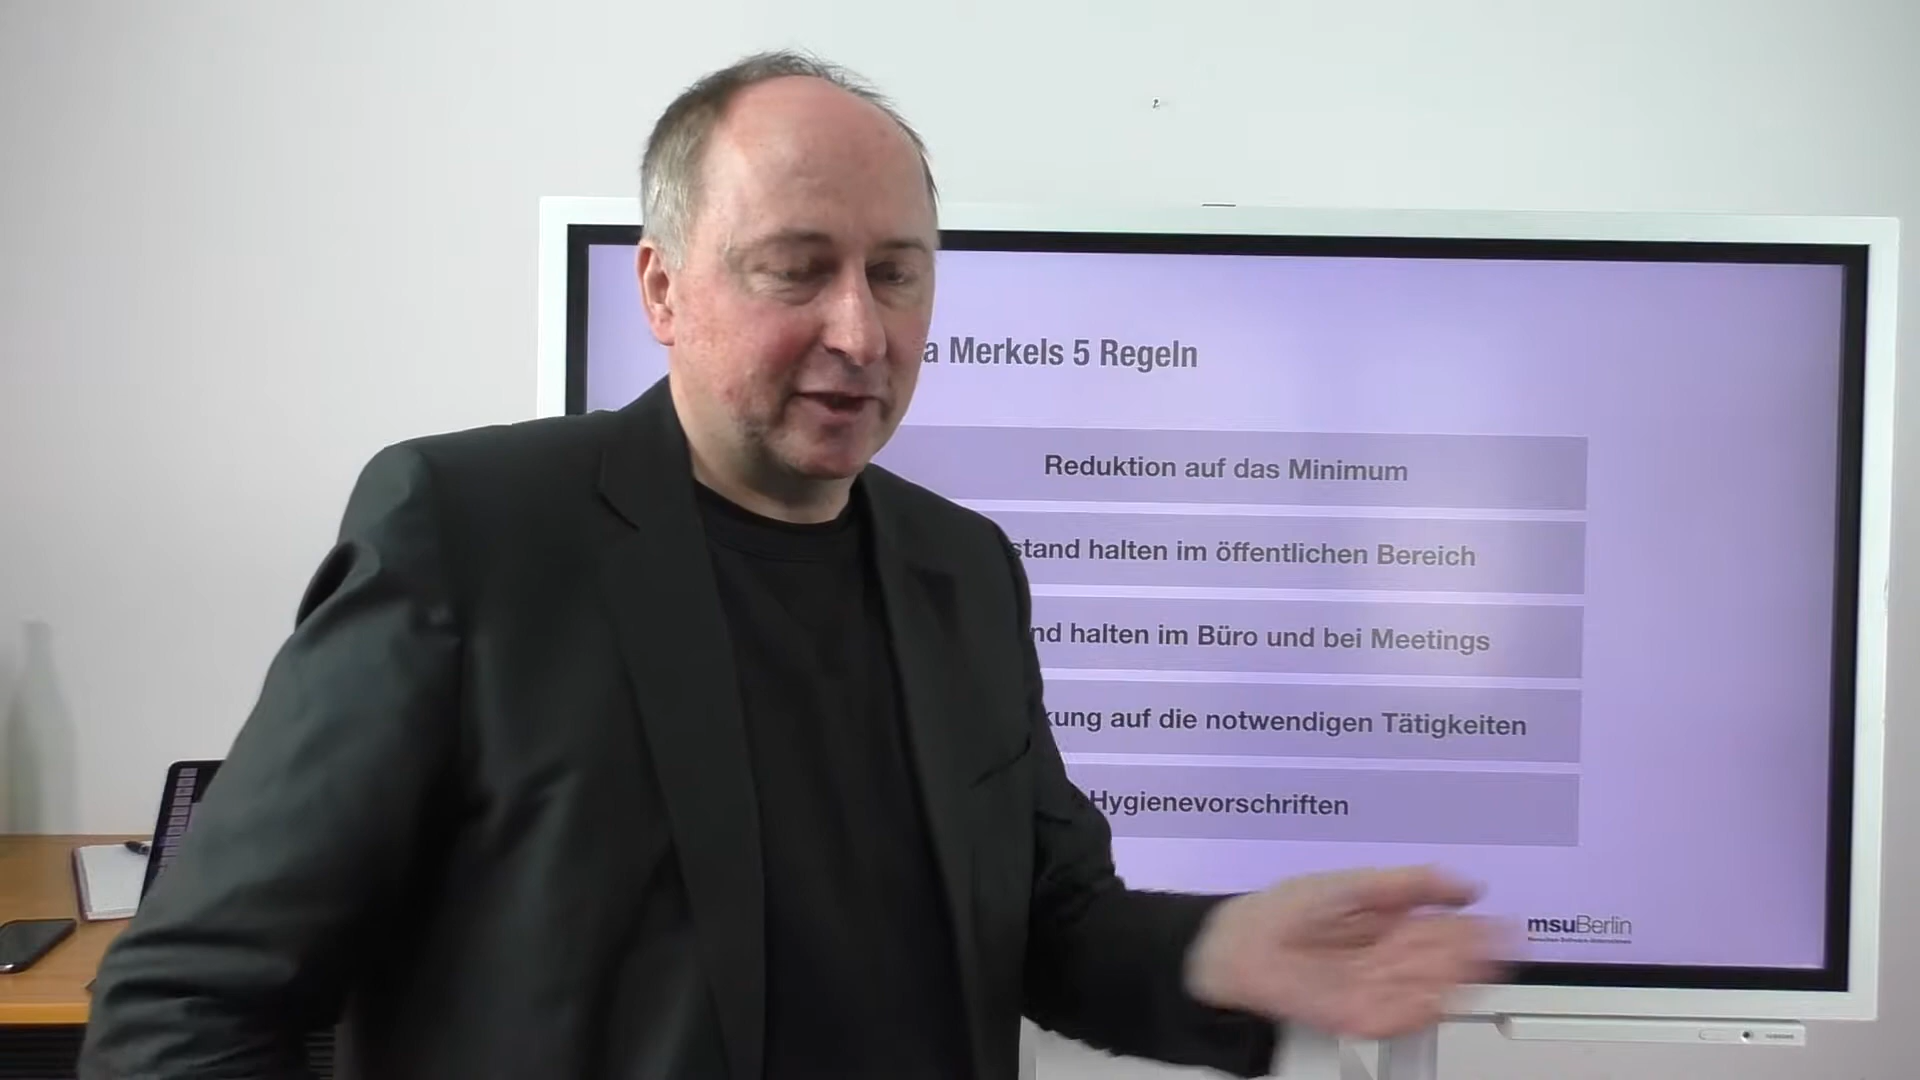 a Merkels 5 Regeln
Reduktion auf das Minimum
stand halten im öffentlichen Bereich
nd halten im Büro und bei Meetings
kung auf die notwendigen Tätigkeiten
Hygienevorschriften
msuBerlin